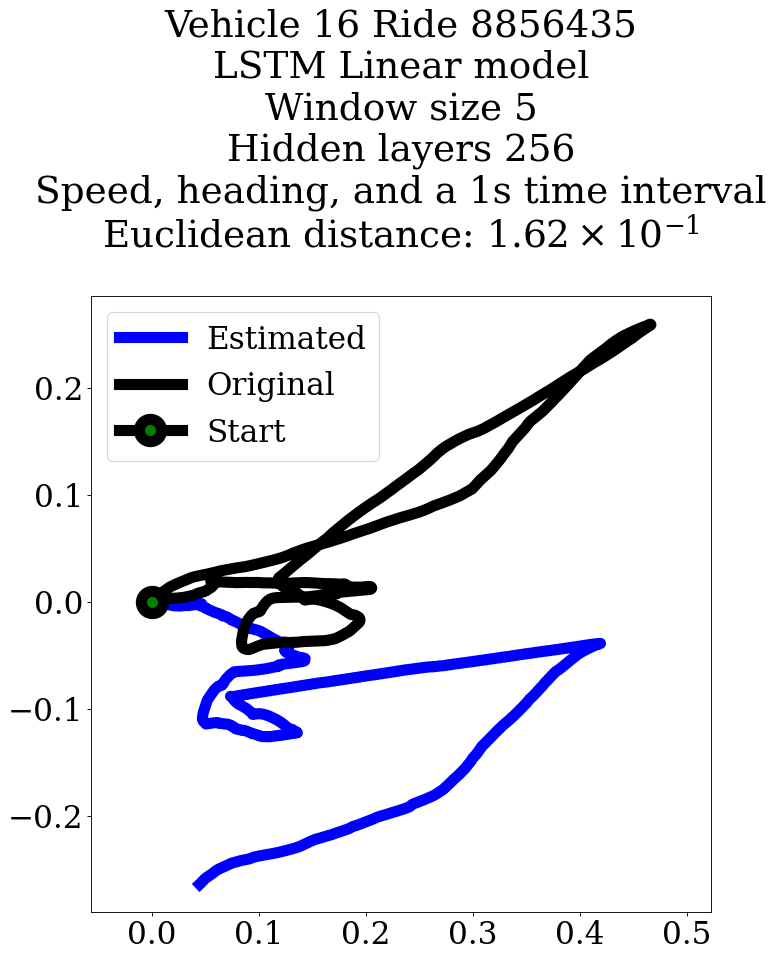 Vehicle 16 Ride 8856435
LSTM Linear model
Window size 5
Hidden layers 256
Speed, heading, and a 1s time interval
Euclidean distance: 1.62 × 10⁻¹
Estimated
Original
Start
0.2
0.1
0.0
−0.1
−0.2
0.0 0.1 0.2 0.3 0.4 0.5